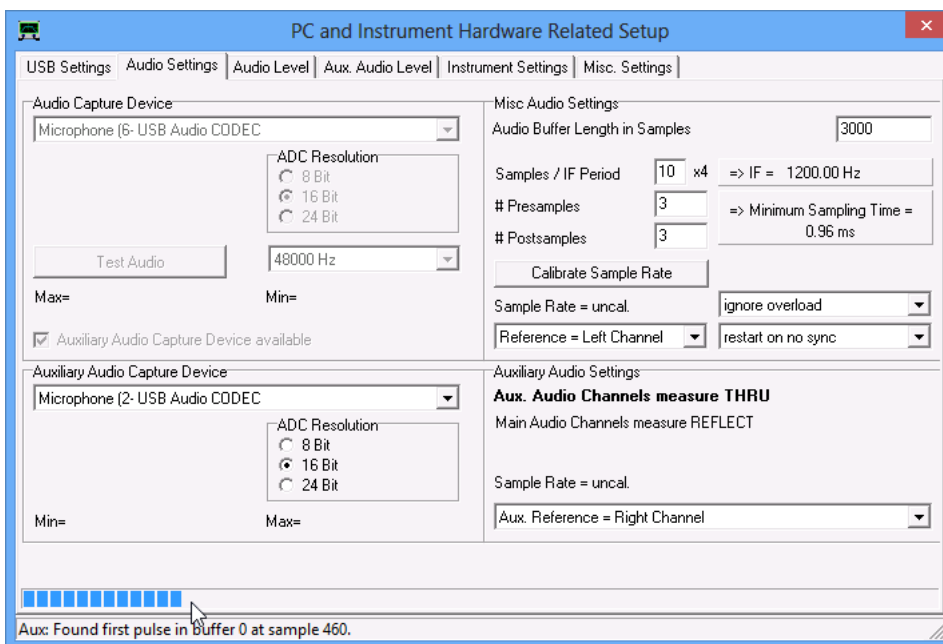 PC and Instrument Hardware Related Setup
USB Settings Audio Settings Audio Level Aux. Audio Level Instrument Settings Misc. Settings
Audio Capture Device
Microphone (6- USB Audio CODEC
ADC Resolution
8 Bit
16 Bit
24 Bit
Test Audio
48000 Hz
Max=
Min=
Auxiliary Audio Capture Device available
Misc Audio Settings
Audio Buffer Length in Samples
3000
Samples / IF Period 10 x4 => IF = 1200.00 Hz
# Presamples 3
# Postsamples 3
=> Minimum Sampling Time =
0.96 ms
Calibrate Sample Rate
Sample Rate = uncal.
ignore overload
Reference = Left Channel
restart on no sync
Auxiliary Audio Capture Device
Microphone (2- USB Audio CODEC
ADC Resolution
8 Bit
16 Bit
24 Bit
Min=
Max=
Auxiliary Audio Settings
Aux. Audio Channels measure THRU
Main Audio Channels measure REFLECT
Sample Rate = uncal.
Aux. Reference = Right Channel
Aux: Found first pulse in buffer 0 at sample 460.